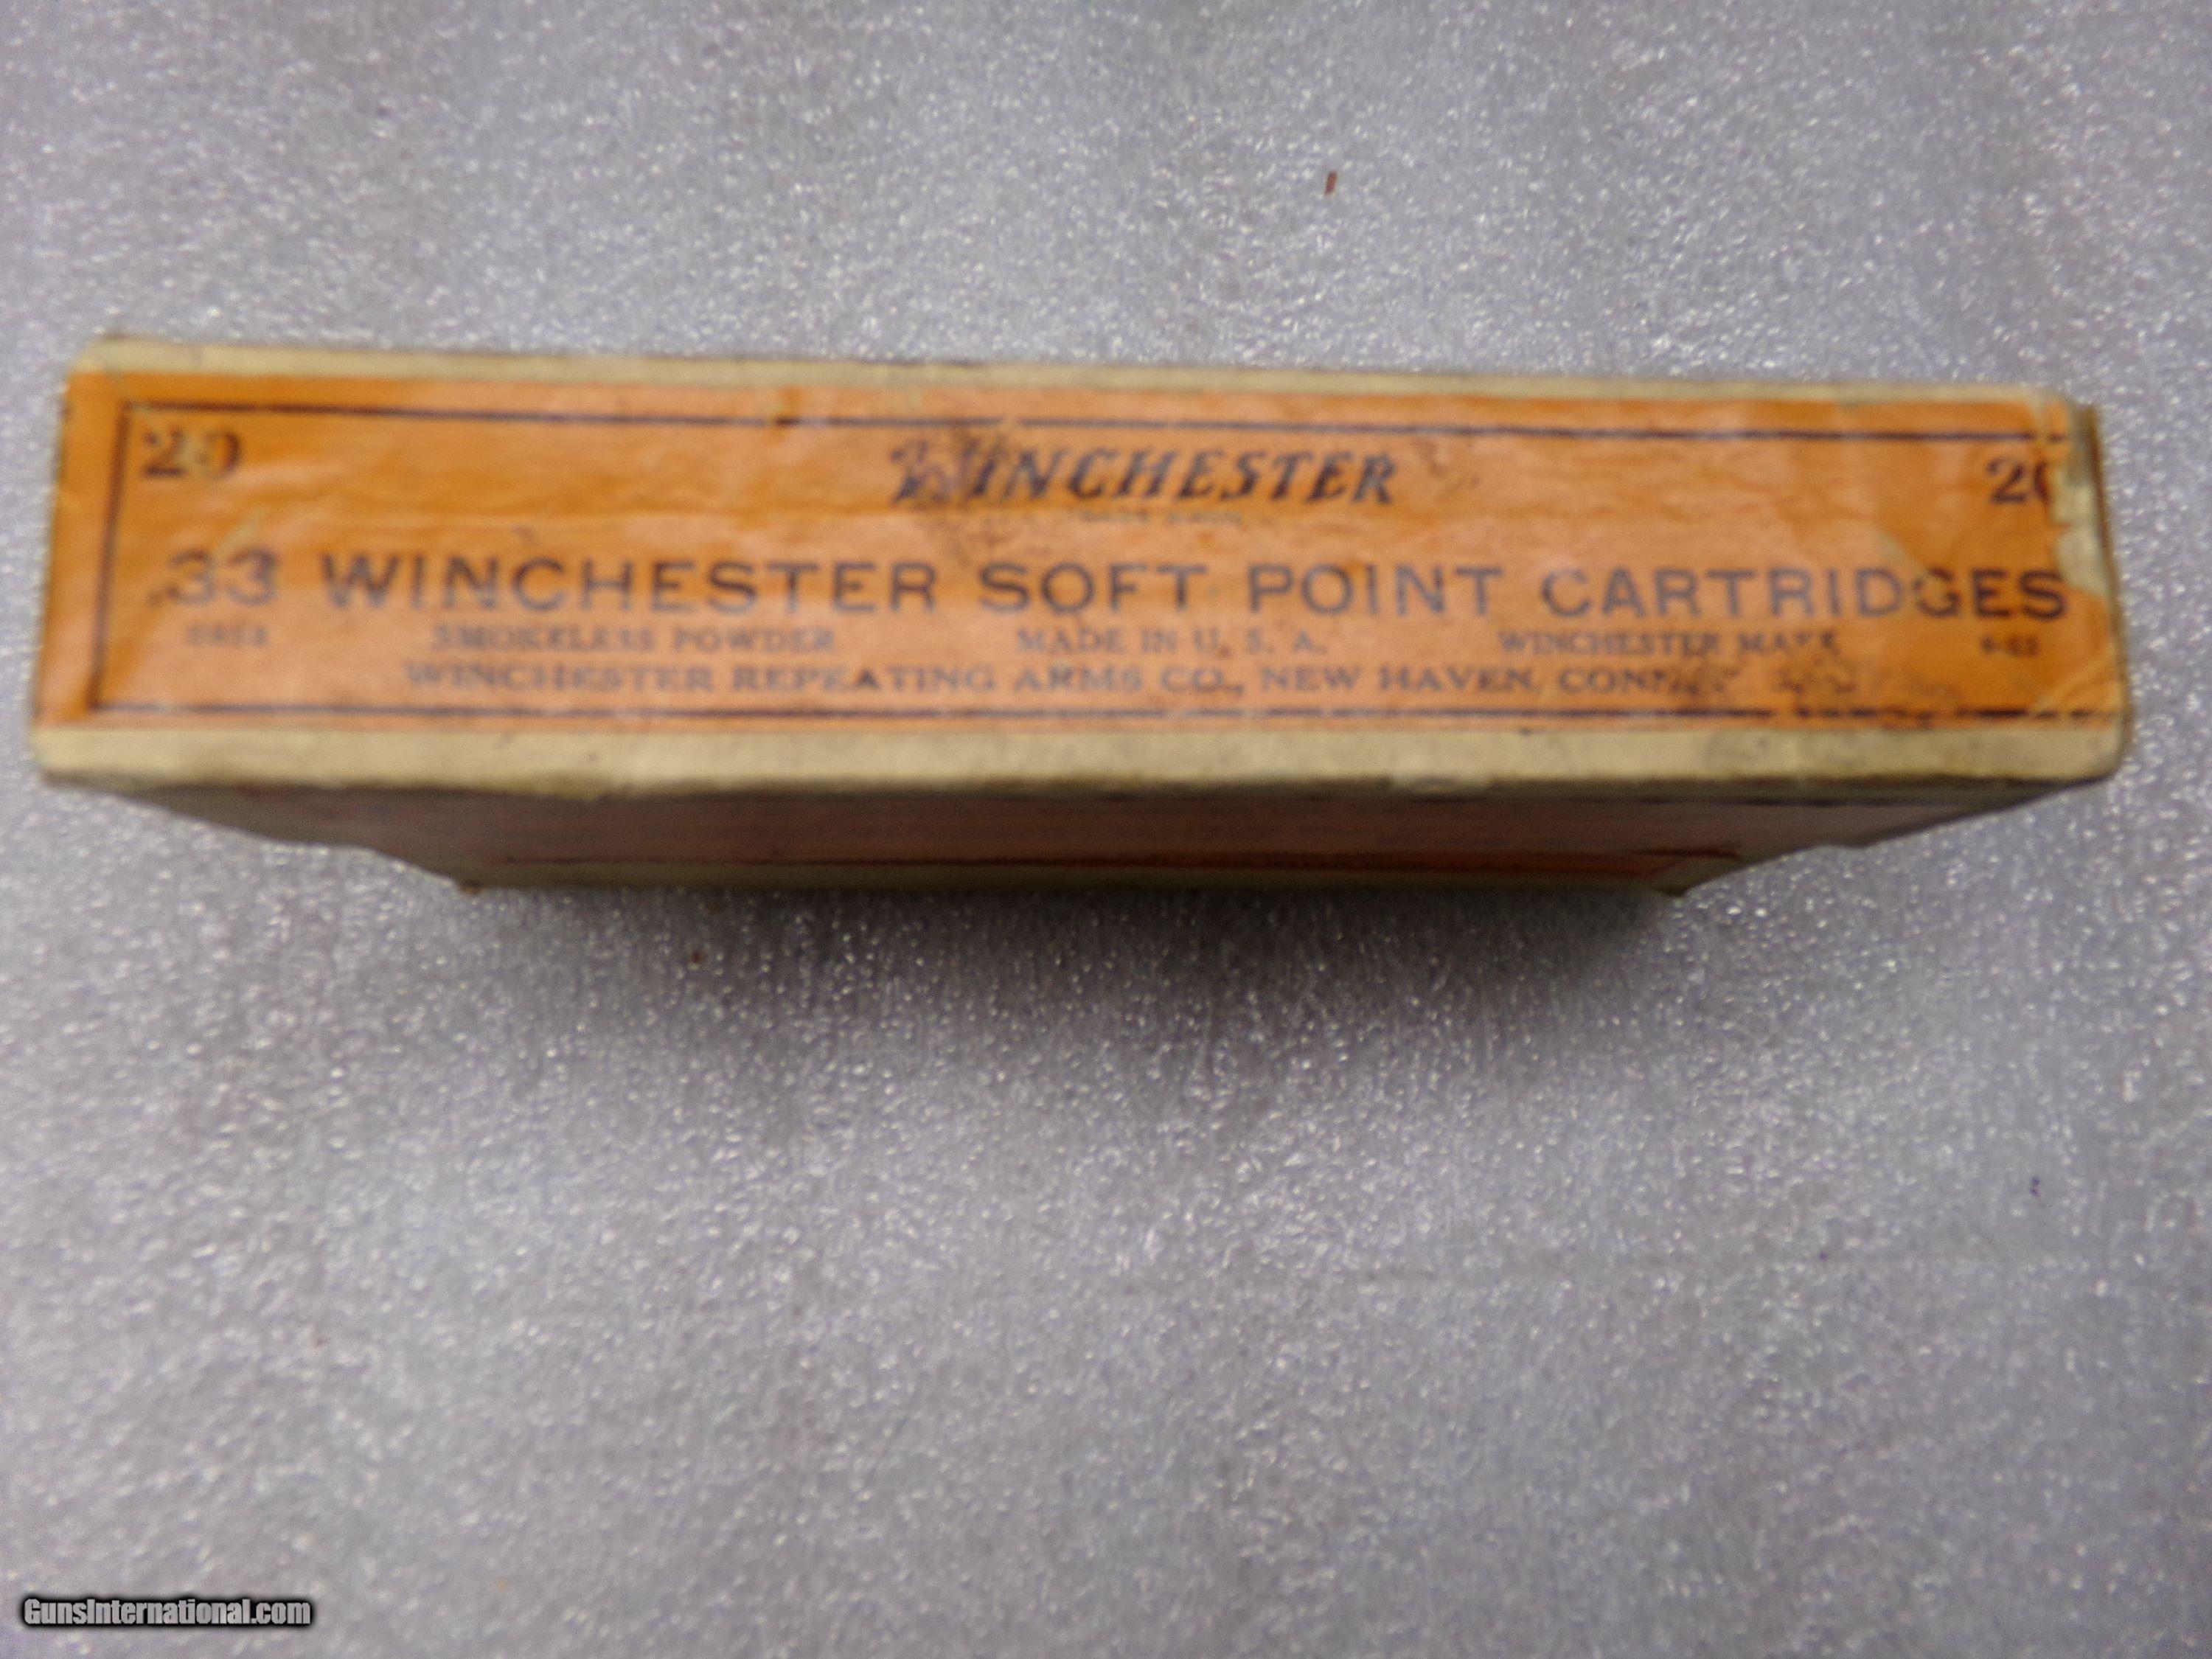 20 WINCHESTER 20
.33 WINCHESTER SOFT POINT CARTRIDGES
SMOKELESS POWDER MADE IN U. S. A. WINCHESTER MAKE
WINCHESTER REPEATING ARMS CO., NEW HAVEN, CONN.
GunsInternational.com